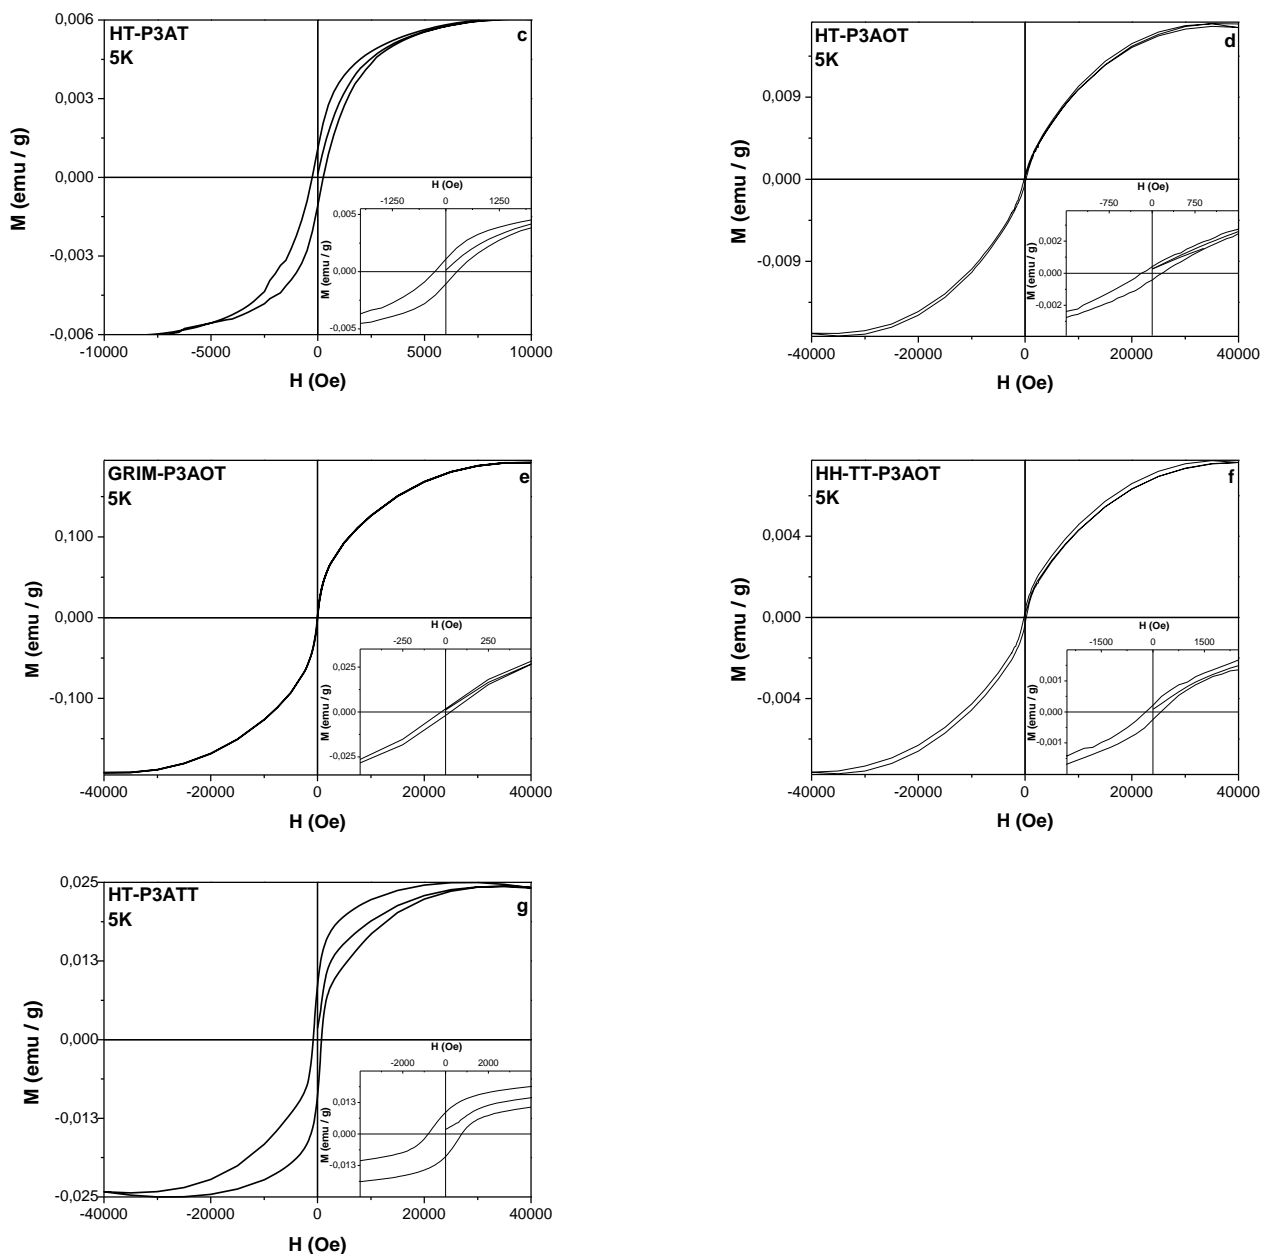 HT-P3AT
5K
c
0,006
0,003
0,000
-0,003
-0,006
M (emu / g)
-10000 -5000 0 5000 10000
H (Oe)
H (Oe)
-1250 0 1250
0,005
0,000
-0,005
M (emu / g)
HT-P3AOT
5K
d
0,009
0,000
-0,009
M (emu / g)
-40000 -20000 0 20000 40000
H (Oe)
H (Oe)
-750 0 750
0,002
0,000
-0,002
M (emu / g)
GRIM-P3AOT
5K
e
0,100
0,000
-0,100
M (emu / g)
-40000 -20000 0 20000 40000
H (Oe)
H (Oe)
-250 0 250
0,025
0,000
-0,025
M (emu / g)
HH-TT-P3AOT
5K
f
0,004
0,000
-0,004
M (emu / g)
-40000 -20000 0 20000 40000
H (Oe)
H (Oe)
-1500 0 1500
0,001
0,000
-0,001
M (emu / g)
HT-P3ATT
5K
g
0,025
0,013
0,000
-0,013
-0,025
M (emu / g)
-40000 -20000 0 20000 40000
H (Oe)
H (Oe)
-2000 0 2000
0,013
0,000
-0,013
M (emu / g)